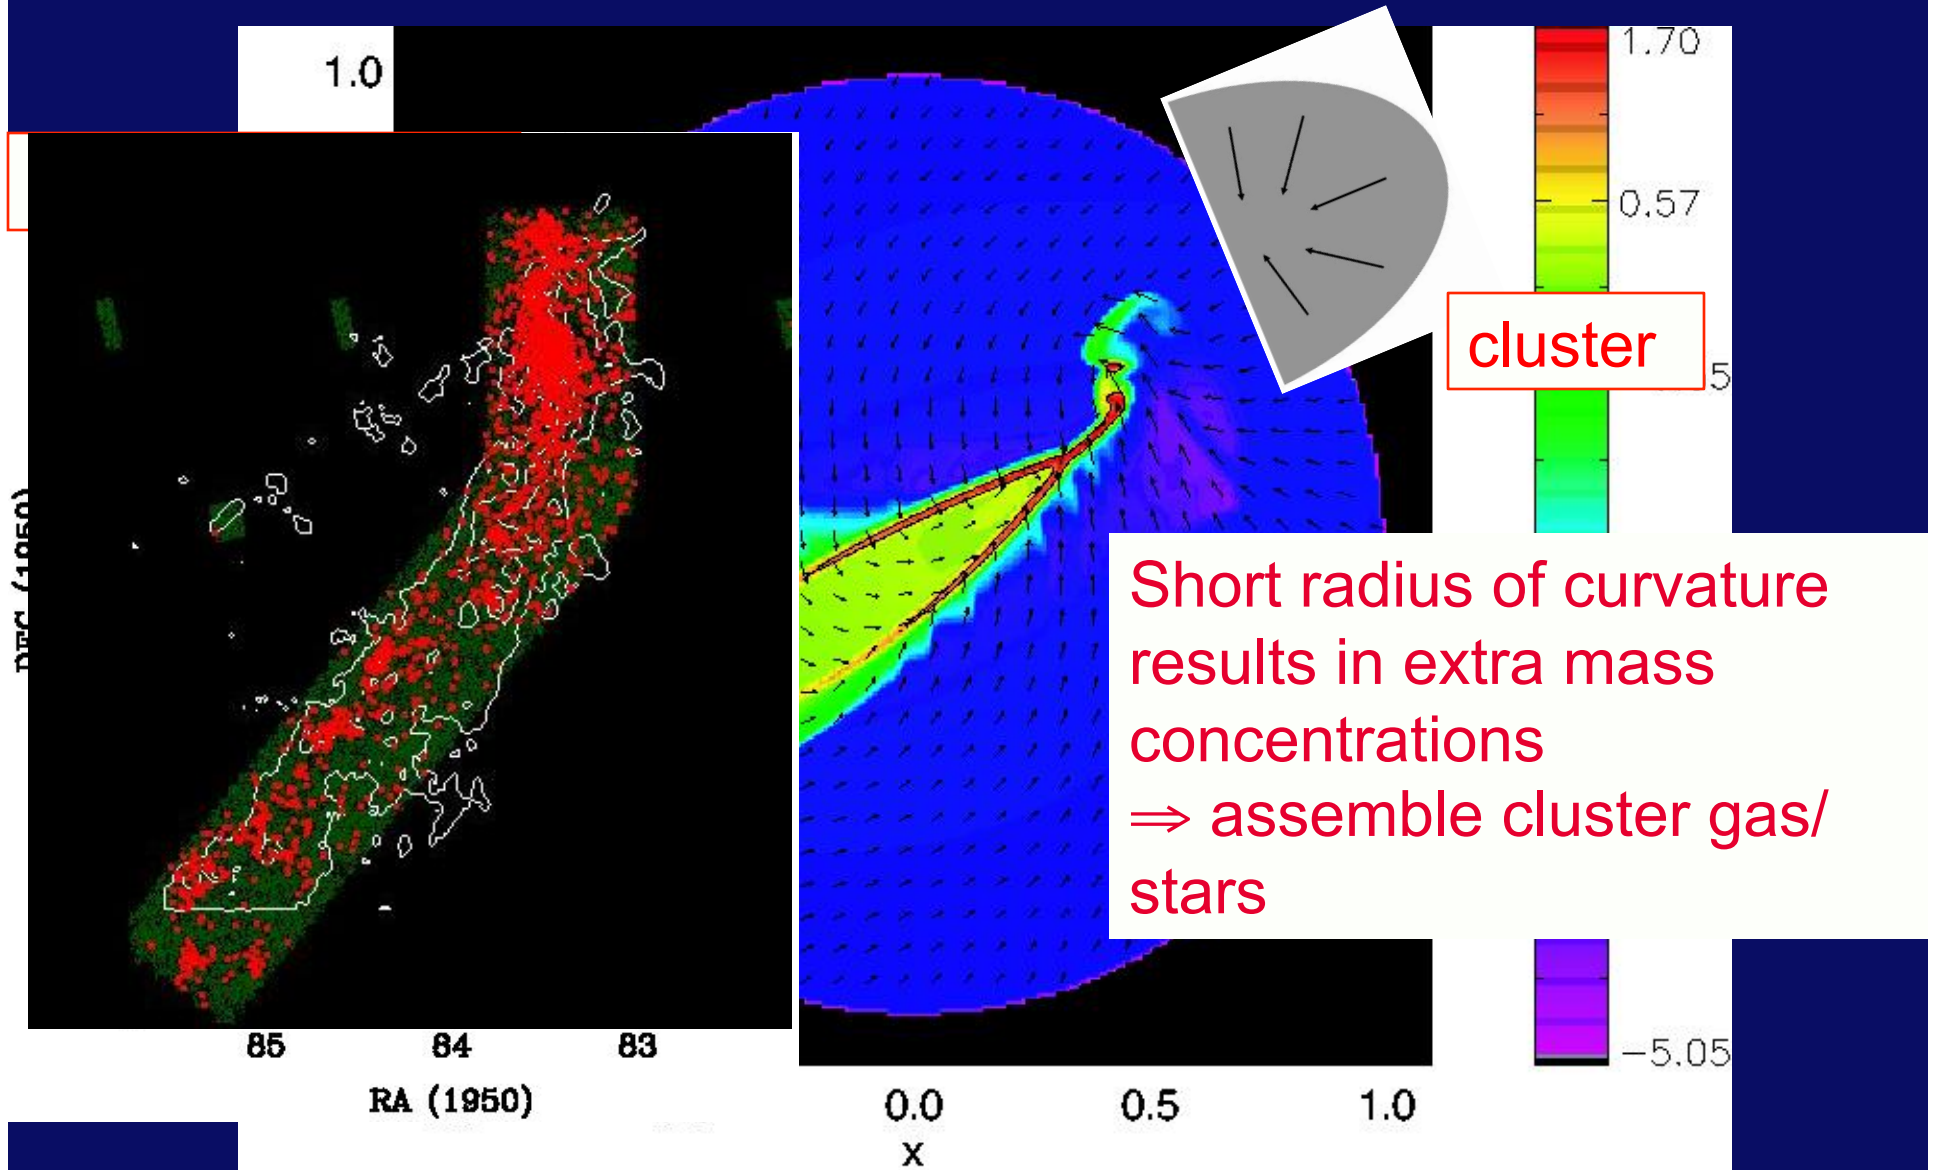 1.0
1.70
0.57
cluster
5
Short radius of curvature
results in extra mass
concentrations
⇒ assemble cluster gas/
stars
85 84 83
RA (1950)
0.0 0.5 1.0
x
-5.05